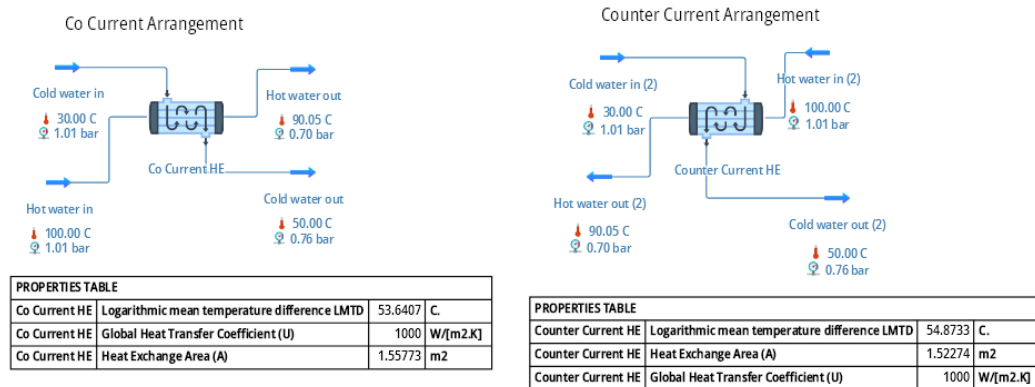 Co Current Arrangement
Cold water in
30.00 C
1.01 bar
Hot water out
90.05 C
0.70 bar
Co Current HE
Hot water in
100.00 C
1.01 bar
Cold water out
50.00 C
0.76 bar
PROPERTIES TABLE
Co Current HE Logarithmic mean temperature difference LMTD 53.6407 C.
Co Current HE Global Heat Transfer Coefficient (U) 1000 W/[m2.K]
Co Current HE Heat Exchange Area (A) 1.55773 m2
Counter Current Arrangement
Cold water in (2)
30.00 C
1.01 bar
Hot water in (2)
100.00 C
1.01 bar
Counter Current HE
Hot water out (2)
90.05 C
0.70 bar
Cold water out (2)
50.00 C
0.76 bar
PROPERTIES TABLE
Counter Current HE Logarithmic mean temperature difference LMTD 54.8733 C.
Counter Current HE Heat Exchange Area (A) 1.52274 m2
Counter Current HE Global Heat Transfer Coefficient (U) 1000 W/[m2.K]